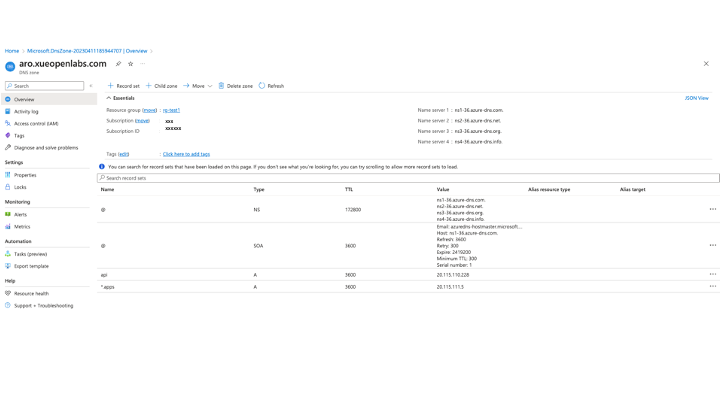 Home > Microsoft.DnsZone-20230411185944707 | Overview >
aro.xueopenlabs.com
DNS zone
Search
Record set Child zone Move Delete zone Refresh
Overview
Activity log
Access control (IAM)
Tags
Diagnose and solve problems
Settings
Properties
Locks
Monitoring
Alerts
Metrics
Automation
Tasks (preview)
Export template
Help
Resource health
Support + Troubleshooting
Essentials
JSON View
Resource group (move) : rg-test1
Subscription (move) xxx
Subscription ID xxxxxx
Name server 1 : ns1-36.azure-dns.com.
Name server 2 : ns2-36.azure-dns.net.
Name server 3 : ns3-36.azure-dns.org.
Name server 4 : ns4-36.azure-dns.info.
Tags (edit) : Click here to add tags
You can search for record sets that have been loaded on this page. If you don't see what you're looking for, you can try scrolling to allow more record sets to load.
Search record sets
Name Type TTL Value Alias resource type Alias target
@ NS 172800 ns1-36.azure-dns.com.
ns2-36.azure-dns.net.
ns3-36.azure-dns.org.
ns4-36.azure-dns.info.
@ SOA 3600 Email: azuredns-hostmaster.microsoft...
Host: ns1-36.azure-dns.com.
Refresh: 3600
Retry: 300
Expire: 2419200
Minimum TTL: 300
Serial number: 1
api A 3600 20.113.110.228
*.apps A 3600 20.115.111.5